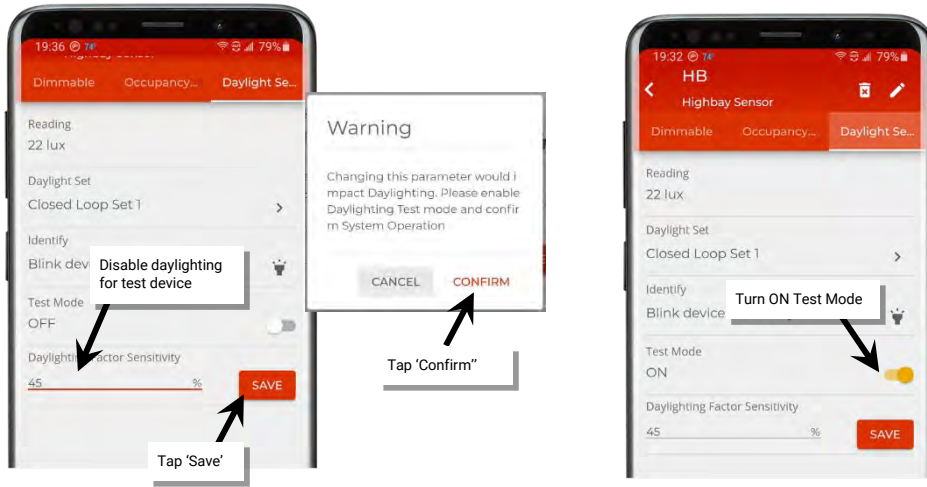 19:36 74° 79%
Dimmable Occupancy... Daylight Se...
Reading
22 lux
Daylight Set
Closed Loop Set 1
Identify
Blink dev
Disable daylighting
for test device
Test Mode
OFF
Daylighting Factor Sensitivity
45 %
SAVE
Tap ‘Save’
Warning
Changing this parameter would i
mpact Daylighting. Please enable
Daylighting Test mode and confir
m System Operation
CANCEL CONFIRM
Tap ‘Confirm’’
19:32 74° 79%
HB
Highbay Sensor
Dimmable Occupancy... Daylight Se...
Reading
22 lux
Daylight Set
Closed Loop Set 1
Identify
Blink device
Turn ON Test Mode
Test Mode
ON
Daylighting Factor Sensitivity
45 %
SAVE